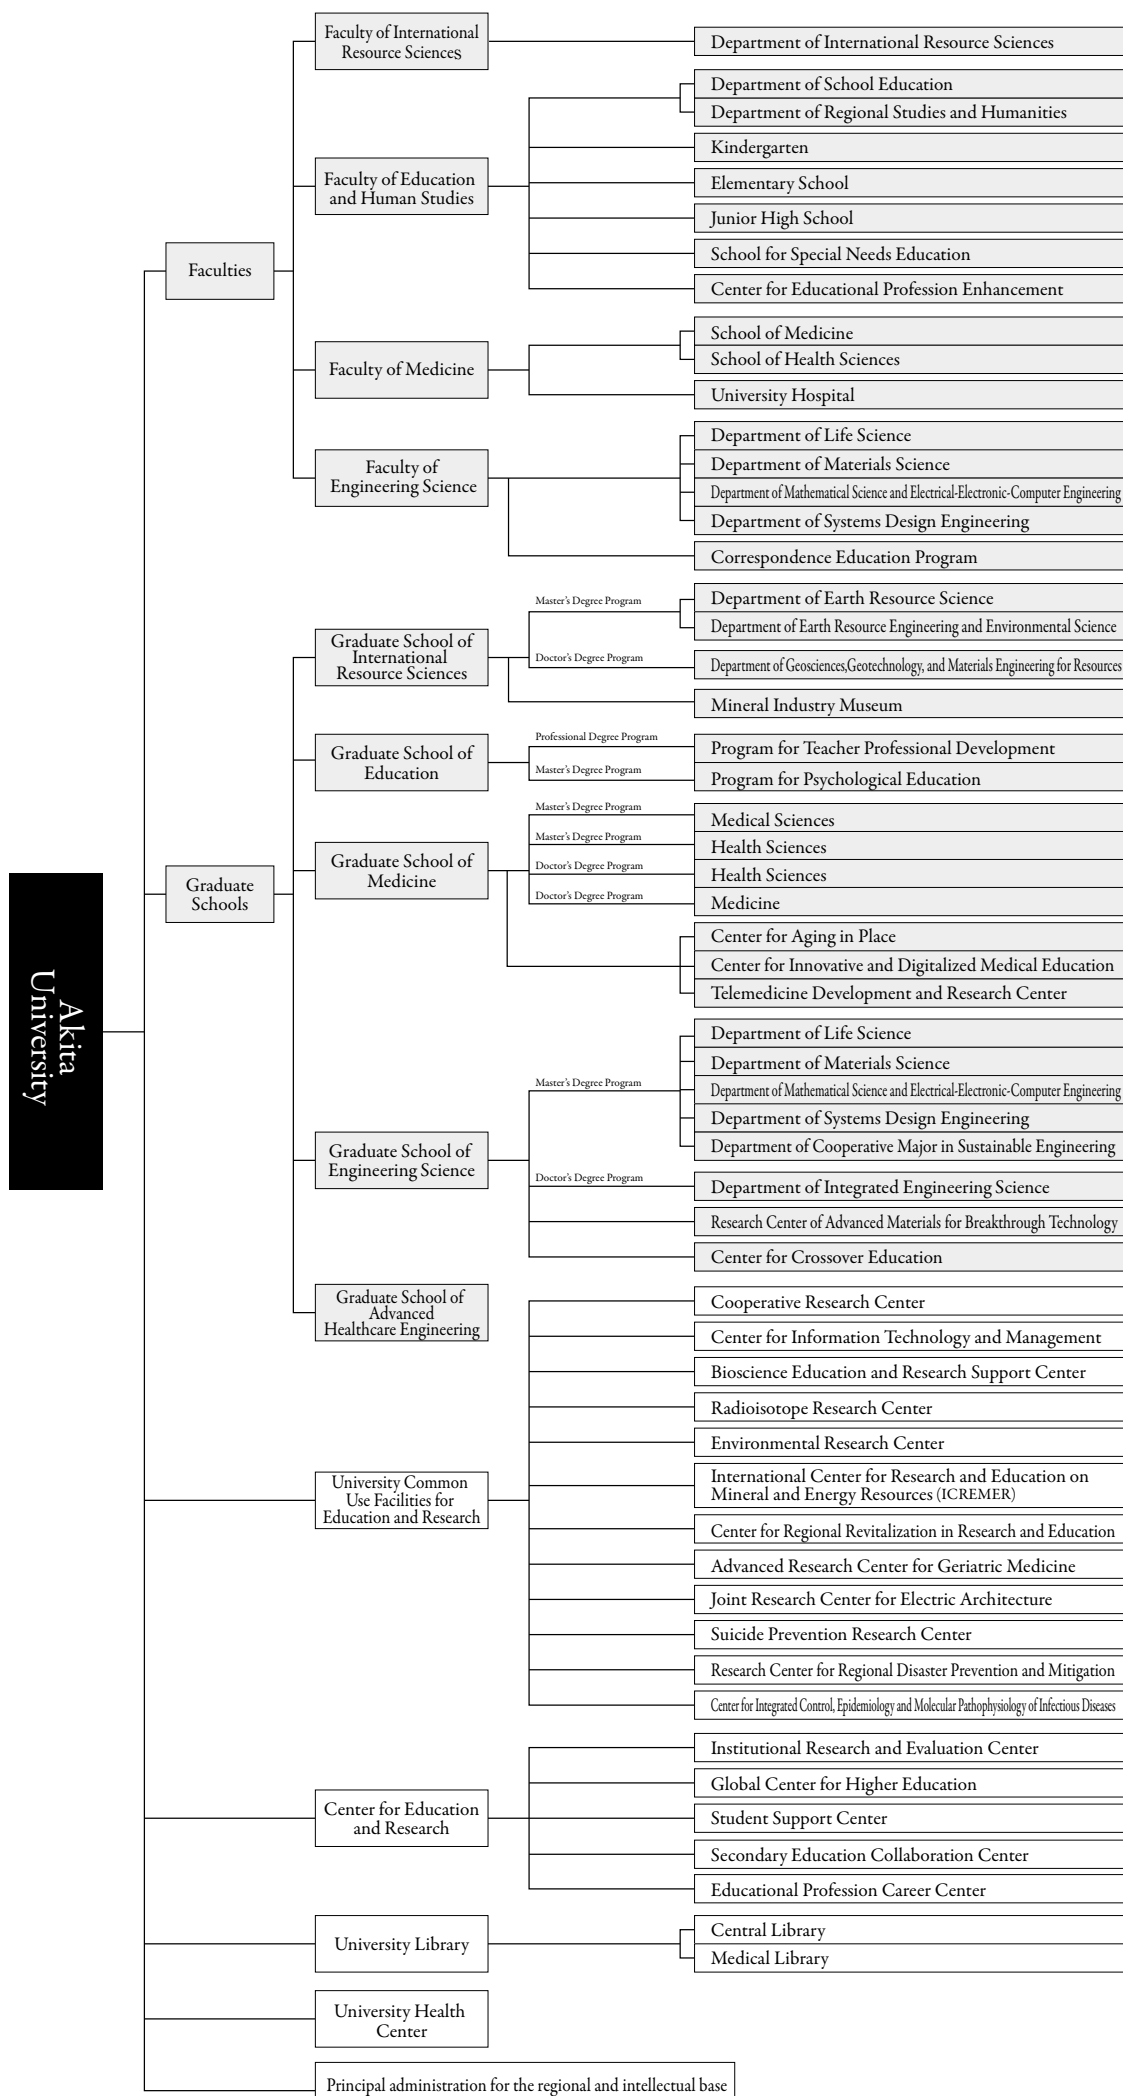 Akita
University
Faculties
Faculty of International
Resource Sciences
Department of International Resource Sciences
Faculty of Education
and Human Studies
Department of School Education
Department of Regional Studies and Humanities
Kindergarten
Elementary School
Junior High School
School for Special Needs Education
Center for Educational Profession Enhancement
Faculty of Medicine
School of Medicine
School of Health Sciences
University Hospital
Faculty of
Engineering Science
Department of Life Science
Department of Materials Science
Department of Mathematical Science and Electrical-Electronic-Computer Engineering
Department of Systems Design Engineering
Correspondence Education Program
Graduate
Schools
Graduate School of
International
Resource Sciences
Master's Degree Program
Department of Earth Resource Science
Department of Earth Resource Engineering and Environmental Science
Doctor's Degree Program
Department of Geosciences,Geotechnology, and Materials Engineering for Resources
Mineral Industry Museum
Graduate School of
Education
Professional Degree Program
Program for Teacher Professional Development
Master's Degree Program
Program for Psychological Education
Graduate School of
Medicine
Master's Degree Program
Medical Sciences
Master's Degree Program
Health Sciences
Doctor's Degree Program
Health Sciences
Doctor's Degree Program
Medicine
Center for Aging in Place
Center for Innovative and Digitalized Medical Education
Telemedicine Development and Research Center
Graduate School of
Engineering Science
Master's Degree Program
Department of Life Science
Department of Materials Science
Department of Mathematical Science and Electrical-Electronic-Computer Engineering
Department of Systems Design Engineering
Department of Cooperative Major in Sustainable Engineering
Doctor's Degree Program
Department of Integrated Engineering Science
Research Center of Advanced Materials for Breakthrough Technology
Center for Crossover Education
Graduate School of
Advanced
Healthcare Engineering
University Common
Use Facilities for
Education and Research
Cooperative Research Center
Center for Information Technology and Management
Bioscience Education and Research Support Center
Radioisotope Research Center
Environmental Research Center
International Center for Research and Education on
Mineral and Energy Resources (ICREMER)
Center for Regional Revitalization in Research and Education
Advanced Research Center for Geriatric Medicine
Joint Research Center for Electric Architecture
Suicide Prevention Research Center
Research Center for Regional Disaster Prevention and Mitigation
Center for Integrated Control, Epidemiology and Molecular Pathophysiology of Infectious Diseases
Center for Education
and Research
Institutional Research and Evaluation Center
Global Center for Higher Education
Student Support Center
Secondary Education Collaboration Center
Educational Profession Career Center
University Library
Central Library
Medical Library
University Health
Center
Principal administration for the regional and intellectual base